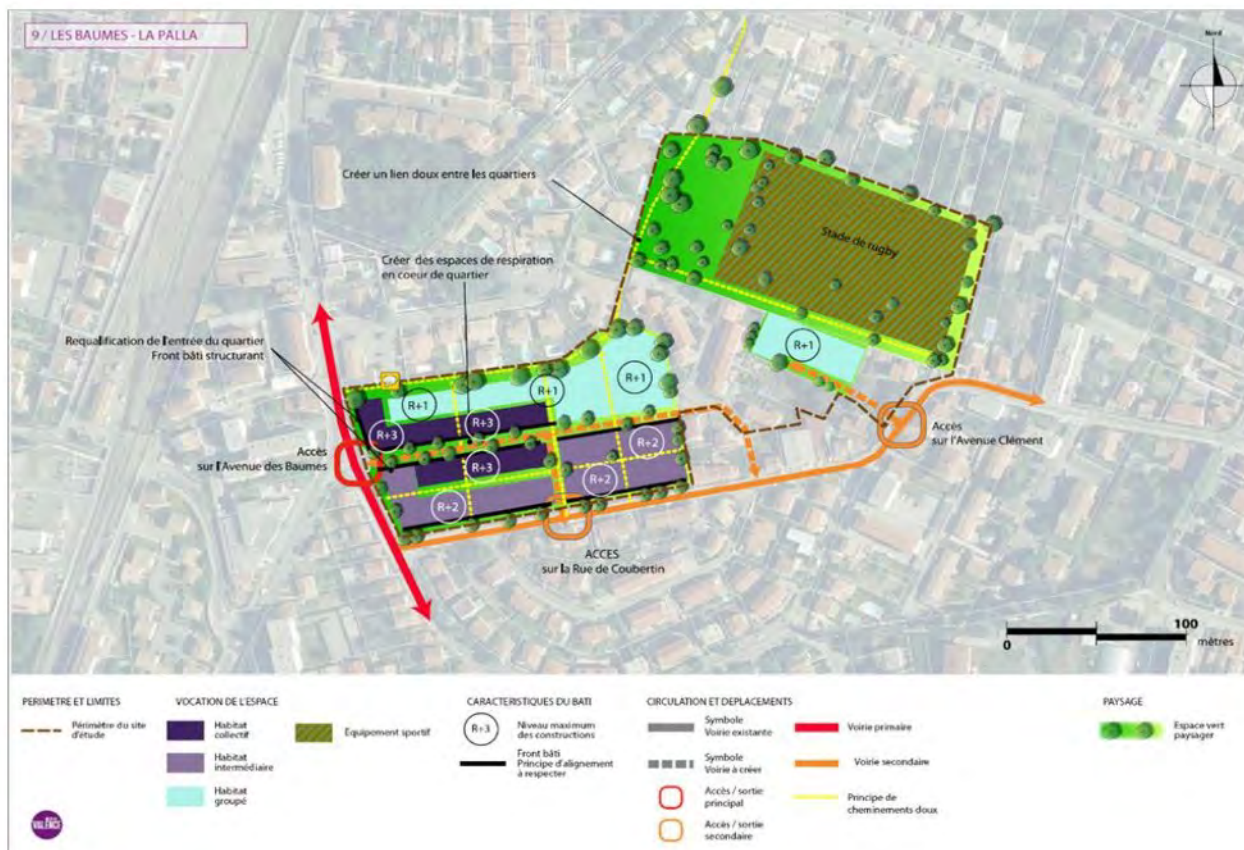 9 / LES BAUMES - LA PALLA
Nord
Créer un lien doux entre les quartiers
Stade de rugby
Créer des espaces de respiration
en coeur de quartier
Requalification de l'entrée du quartier
Front bâti structurant
R+1
R+1
R+1
R+1
R+3
R+3
R+3
R+2
R+2
R+2
Accès
sur l'Avenue des Baumes
Accès
sur l'Avenue Clément
ACCES
sur la Rue de Coubertin
0
100
mètres
PERIMETRE ET LIMITES
Périmètre du site
d'étude
VOCATION DE L'ESPACE
Habitat
collectif
Habitat
intermédiaire
Habitat
groupé
Equipement sportif
CARACTERISTIQUES DU BATI
R+3
Niveau maximum
des constructions
Front bâti
Principe d'alignement
à respecter
CIRCULATION ET DEPLACEMENTS
Symbole
Voirie existante
Symbole
Voirie à créer
Accès / sortie
principal
Accès / sortie
secondaire
Voirie primaire
Voirie secondaire
Principe de
cheminements doux
PAYSAGE
Espace vert
paysager
VALENCE